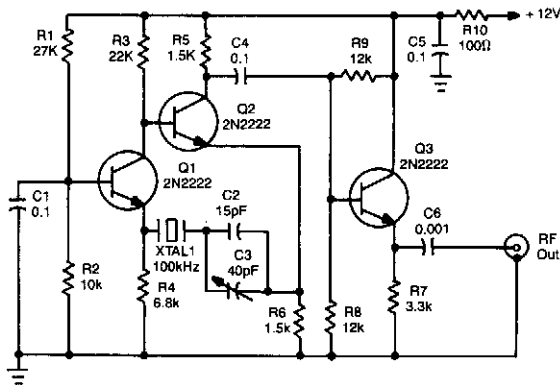 R1
27K
R3
22K
R5
1.5K
C4
0.1
R9
12k
C5
0.1
R10
100Ω
+ 12V
Q2
2N2222
Q1
2N2222
Q3
2N2222
C1
0.1
C2
15pF
XTAL1
100kHz
C3
40pF
C6
0.001
RF
Out
R2
10k
R4
6.8k
R6
1.5k
R8
12k
R7
3.3k